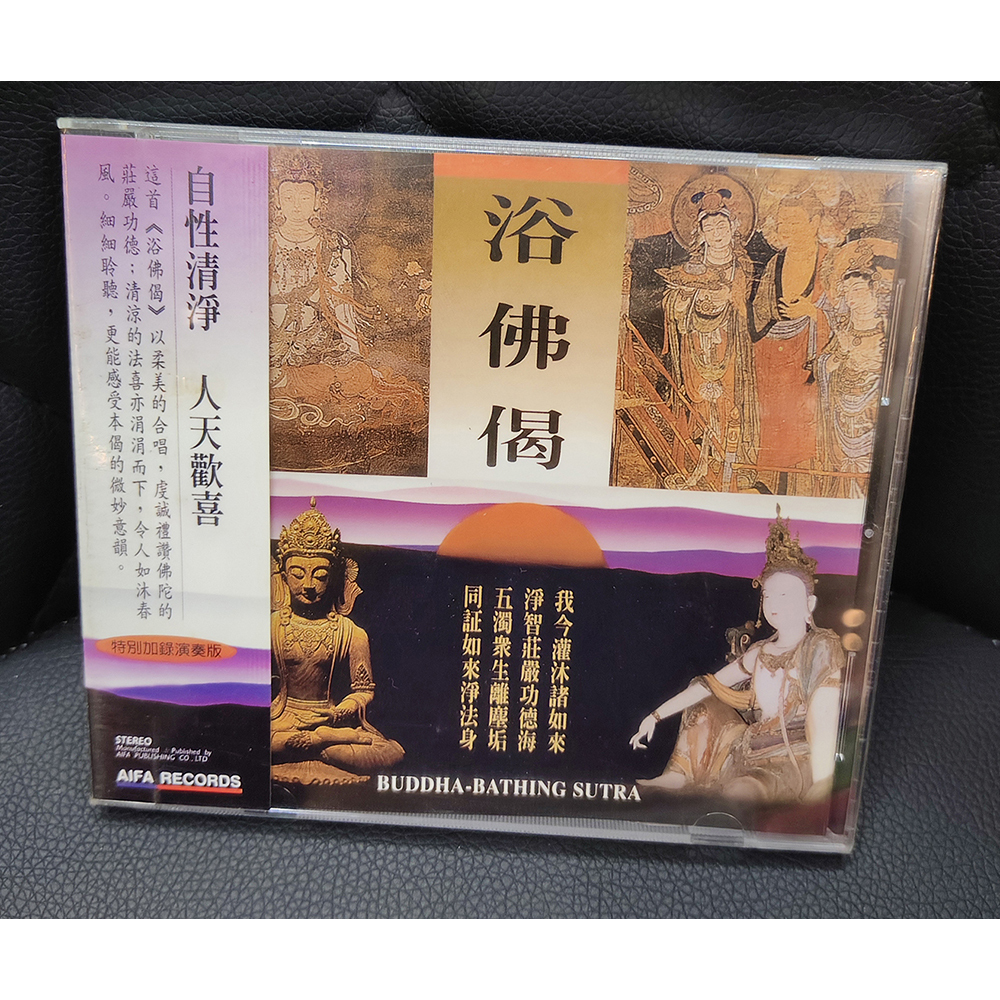 自性清淨 人天歡喜
這首《浴佛偈》以柔美的合唱，虔誠禮讚佛陀的
莊嚴功德；清涼的法喜亦涓涓而下，令人如沐春
風。細細聆聽，更能感受本偈的微妙意韻。
特別加錄演奏版
STEREO
Manufactured & Published by
AIFA PUBLISHING CO.,LTD
AIFA RECORDS
浴佛偈
我今灌沐諸如來
淨智莊嚴功德海
五濁眾生離塵垢
同証如來淨法身
BUDDHA-BATHING SUTRA